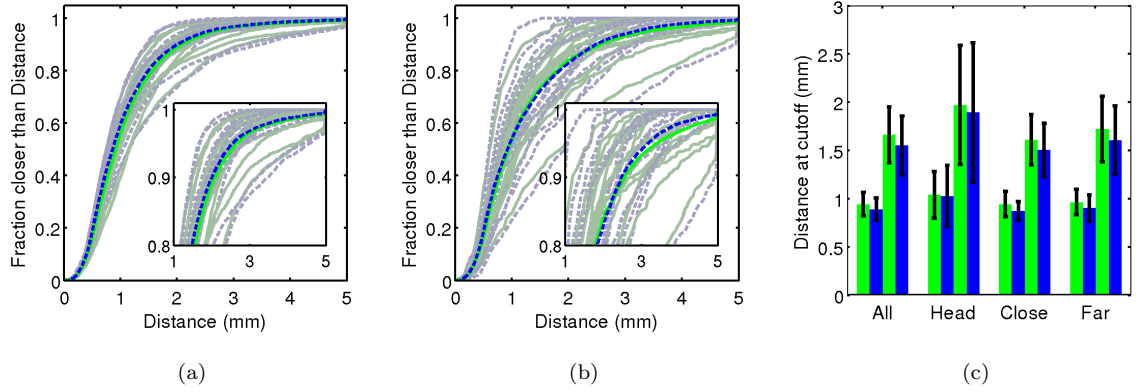 Fraction closer than Distance
1
0.8
0.6
0.4
0.2
0
0 1 2 3 4 5
Distance (mm)
1
0.9
0.8
1 3 5
(a)
Fraction closer than Distance
1
0.8
0.6
0.4
0.2
0
0 1 2 3 4 5
Distance (mm)
1
0.9
0.8
1 3 5
(b)
Distance at cutoff (mm)
3
2.5
2
1.5
1
0.5
0
All Head Close Far
(c)